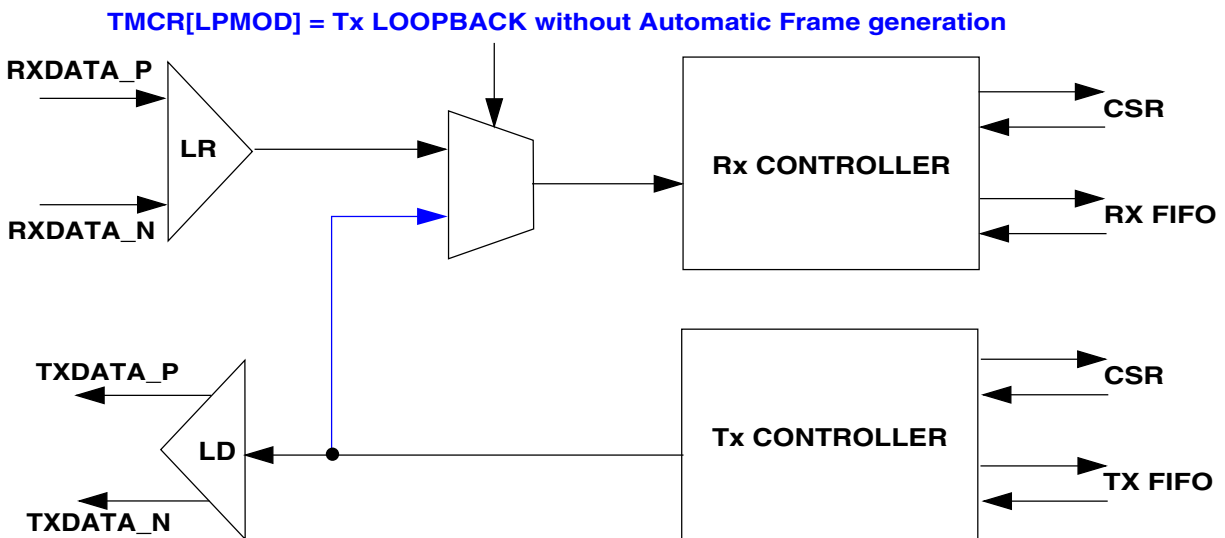 TMCR[LPMOD] = Tx LOOPBACK without Automatic Frame generation
RXDATA_P
LR
RXDATA_N
Rx CONTROLLER
CSR
RX FIFO
TXDATA_P
LD
TXDATA_N
Tx CONTROLLER
CSR
TX FIFO